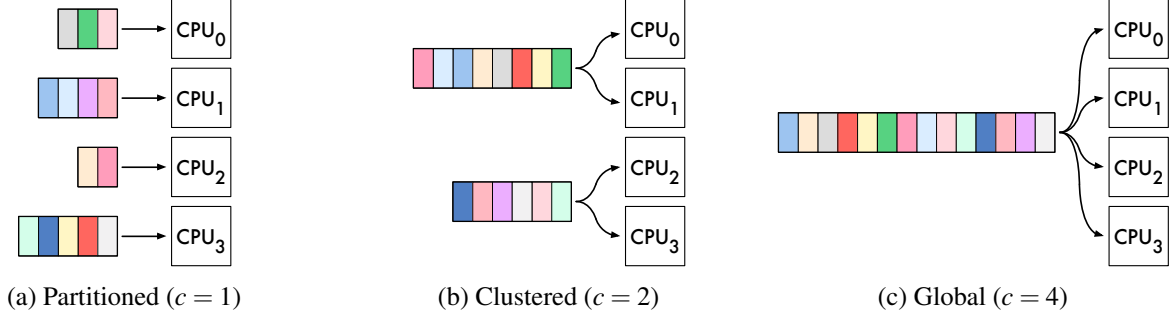 CPU0
CPU1
CPU2
CPU3
(a) Partitioned (c = 1)
CPU0
CPU1
CPU2
CPU3
(b) Clustered (c = 2)
CPU0
CPU1
CPU2
CPU3
(c) Global (c = 4)